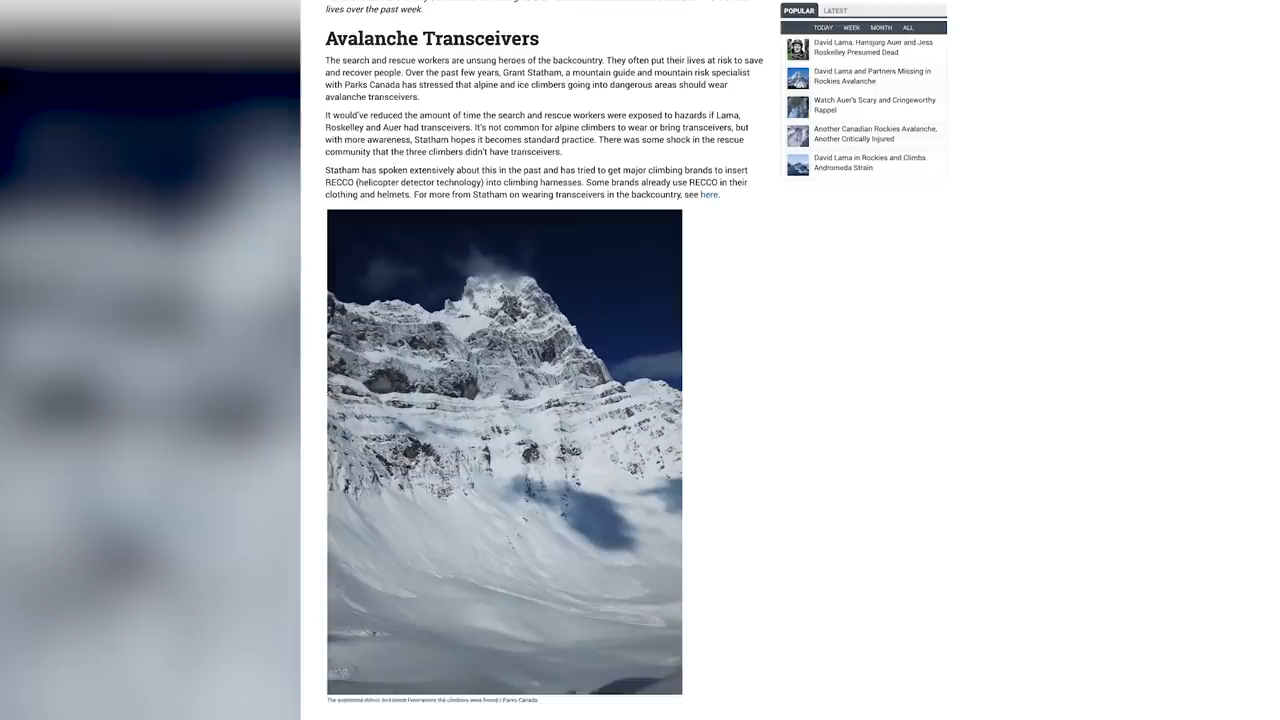 lives over the past week.
Avalanche Transceivers
The search and rescue workers are unsung heroes of the backcountry. They often put their lives at risk to save
and recover people. Over the past few years, Grant Statham, a mountain guide and mountain risk specialist
with Parks Canada has stressed that alpine and ice climbers going into dangerous areas should wear
avalanche transceivers.
It would've reduced the amount of time the search and rescue workers were exposed to hazards if Lama,
Roskelley and Auer had transceivers. It's not common for alpine climbers to wear or bring transceivers, but
with more awareness, Statham hopes it becomes standard practice. There was some shock in the rescue
community that the three climbers didn't have transceivers.
Statham has spoken extensively about this in the past and has tried to get major climbing brands to insert
RECCO (helicopter detector technology) into climbing harnesses. Some brands already use RECCO in their
clothing and helmets. For more from Statham on wearing transceivers in the backcountry, see here.
where the climbers were found / Parks Canada
POPULAR LATEST
TODAY WEEK MONTH ALL
David Lama, Hansjorg Auer and Jess
Roskelley Presumed Dead
David Lama and Partners Missing in
Rockies Avalanche
Watch Auer's Scary and Cringeworthy
Rappel
Another Canadian Rockies Avalanche,
Another Critically Injured
David Lama in Rockies and Climbs
Andromeda Strain